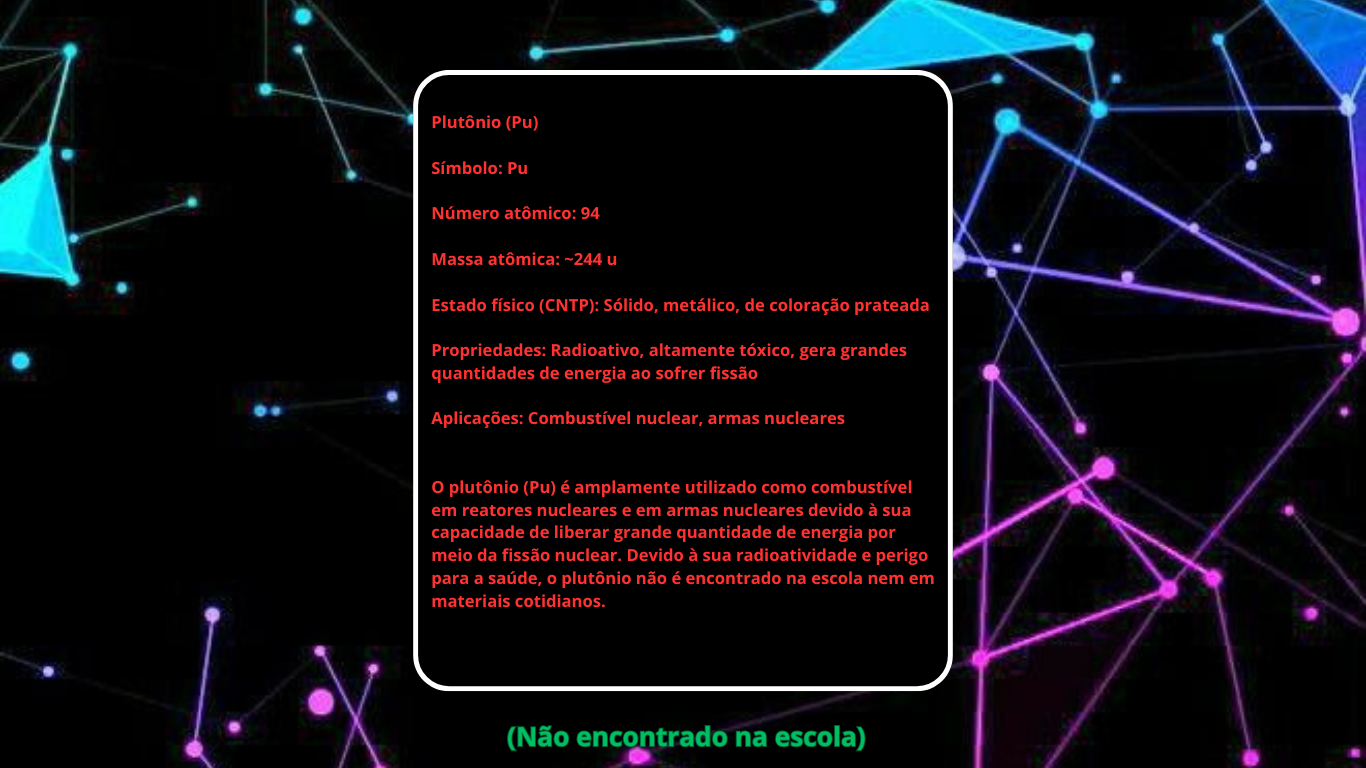 Plutônio (Pu)
Símbolo: Pu
Número atômico: 94
Massa atômica: ~244 u
Estado físico (CNTP): Sólido, metálico, de coloração prateada
Propriedades: Radioativo, altamente tóxico, gera grandes
quantidades de energia ao sofrer fissão
Aplicações: Combustível nuclear, armas nucleares
O plutônio (Pu) é amplamente utilizado como combustível
em reatores nucleares e em armas nucleares devido à sua
capacidade de liberar grande quantidade de energia por
meio da fissão nuclear. Devido à sua radioatividade e perigo
para a saúde, o plutônio não é encontrado na escola nem em
materiais cotidianos.
(Não encontrado na escola)